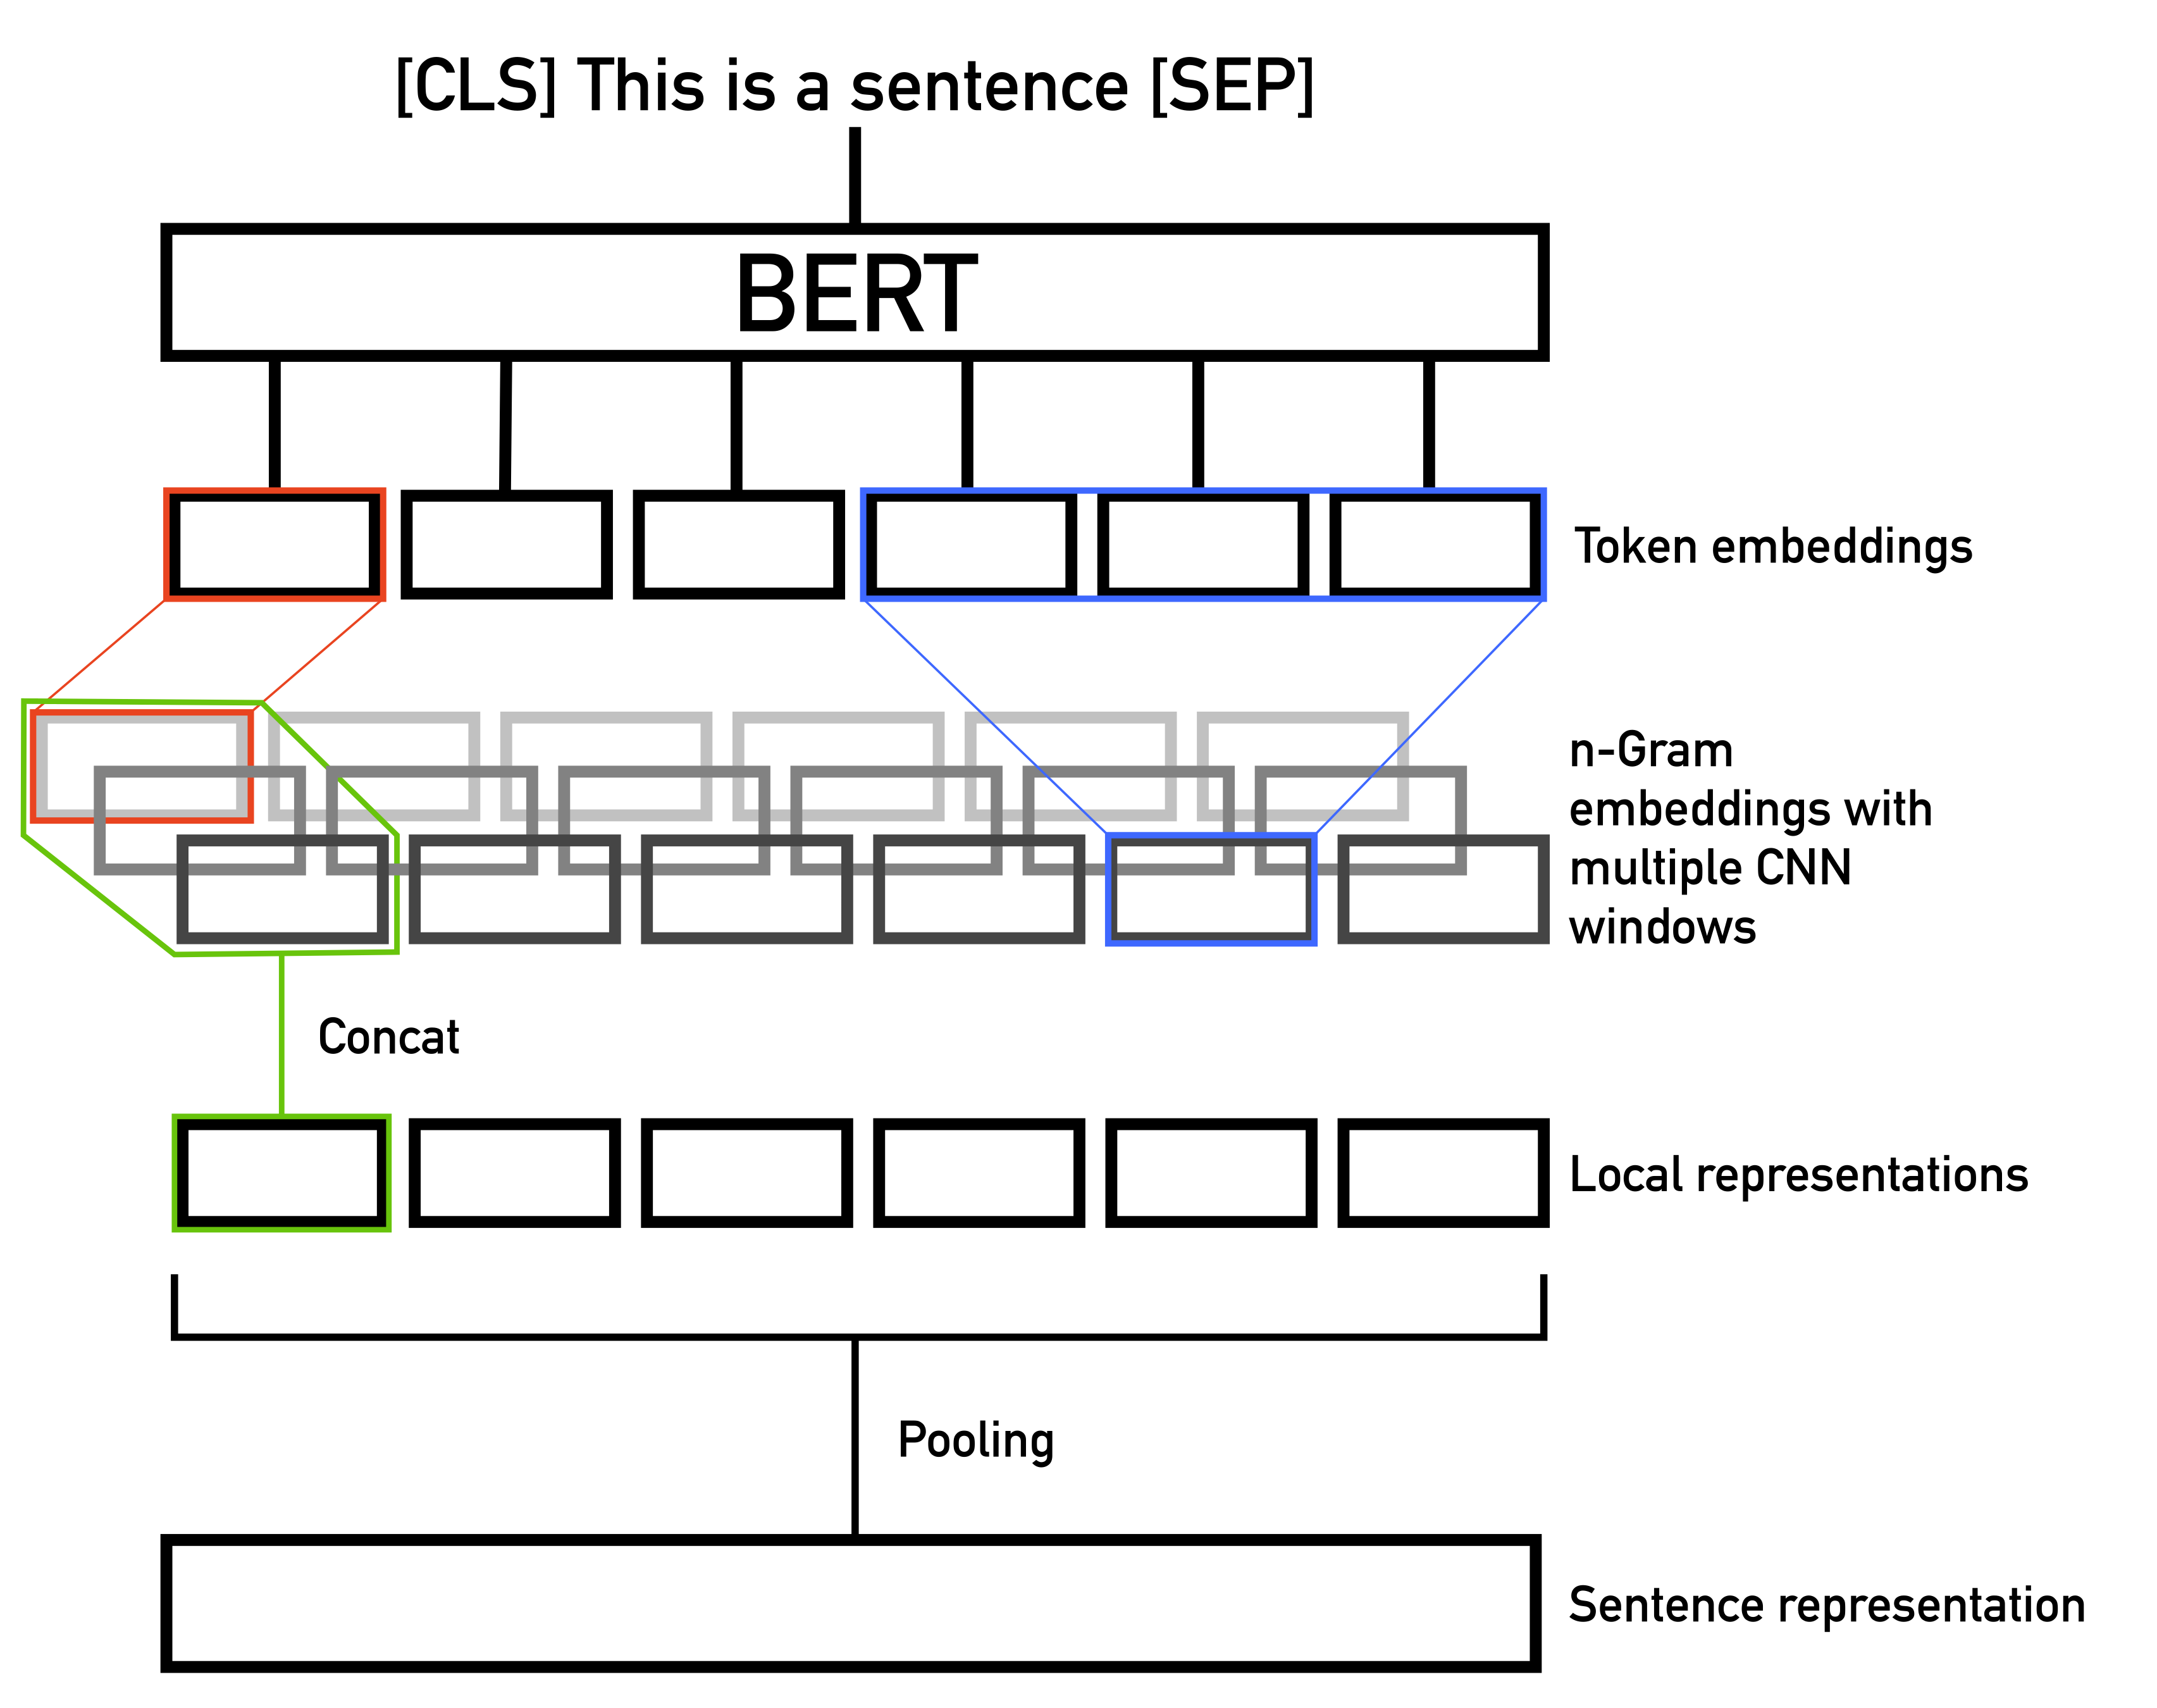 [CLS] This is a sentence [SEP]
BERT
Token embeddings
n-Gram
embeddings with
multiple CNN
windows
Concat
Local representations
Pooling
Sentence representation